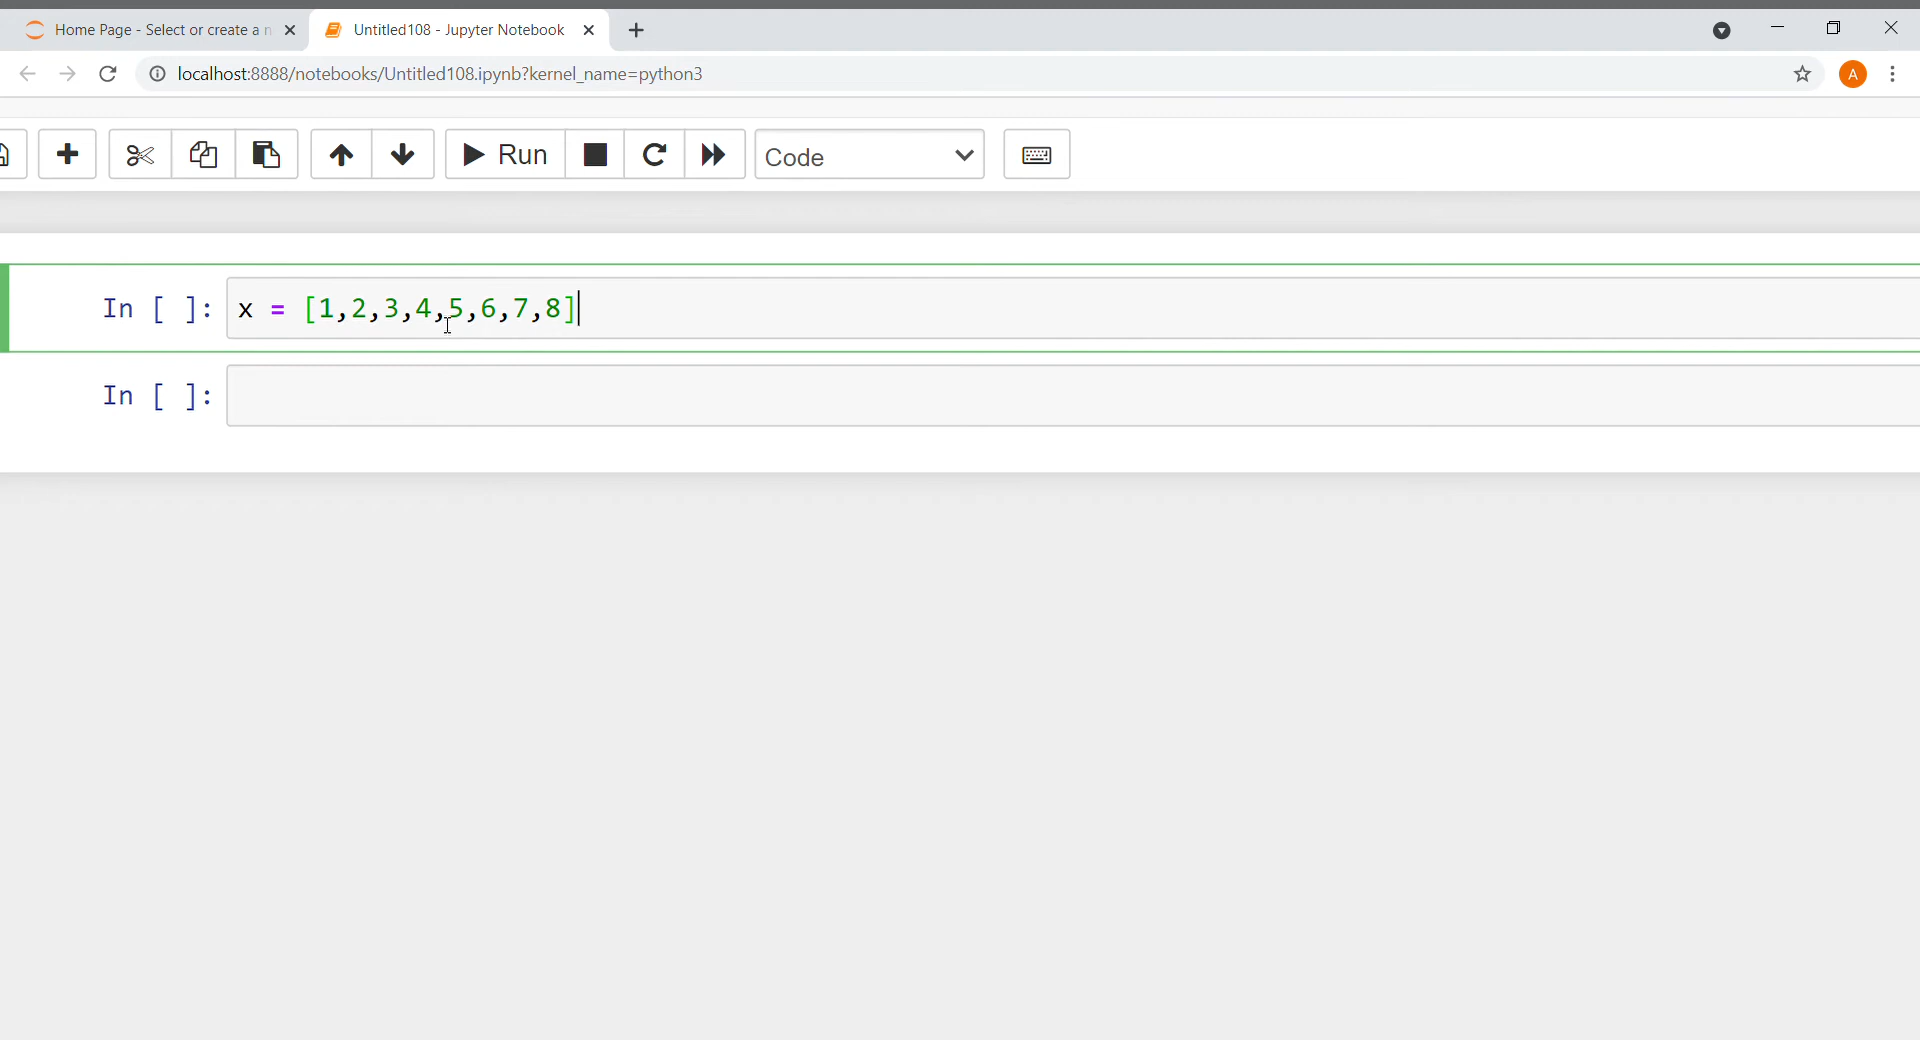 Home Page - Select or create a n
Untitled108 - Jupyter Notebook
localhost:8888/notebooks/Untitled108.ipynb?kernel_name=python3
A
Run
Code
In [ ]: x = [1,2,3,4,5,6,7,8]
In [ ]: